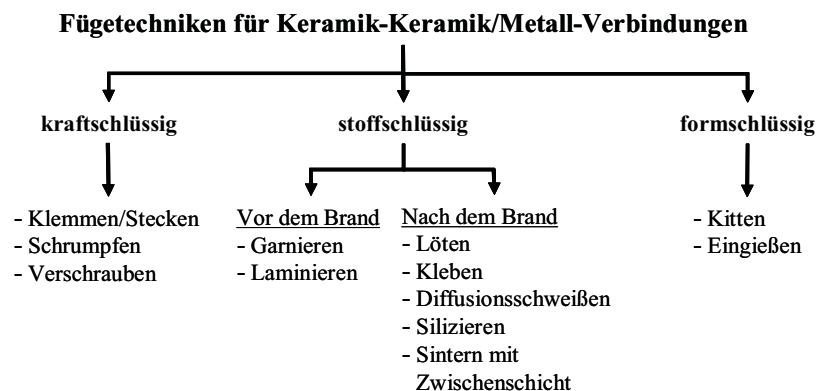 Fügetechniken für Keramik-Keramik/Metall-Verbindungen
kraftschlüssig
stoffschlüssig
formschlüssig
- Klemmen/Stecken
- Schrumpfen
- Verschrauben
Vor dem Brand
- Garnieren
- Laminieren
Nach dem Brand
- Löten
- Kleben
- Diffusionsschweißen
- Silizieren
- Sintern mit
Zwischenschicht
- Kitten
- Eingießen